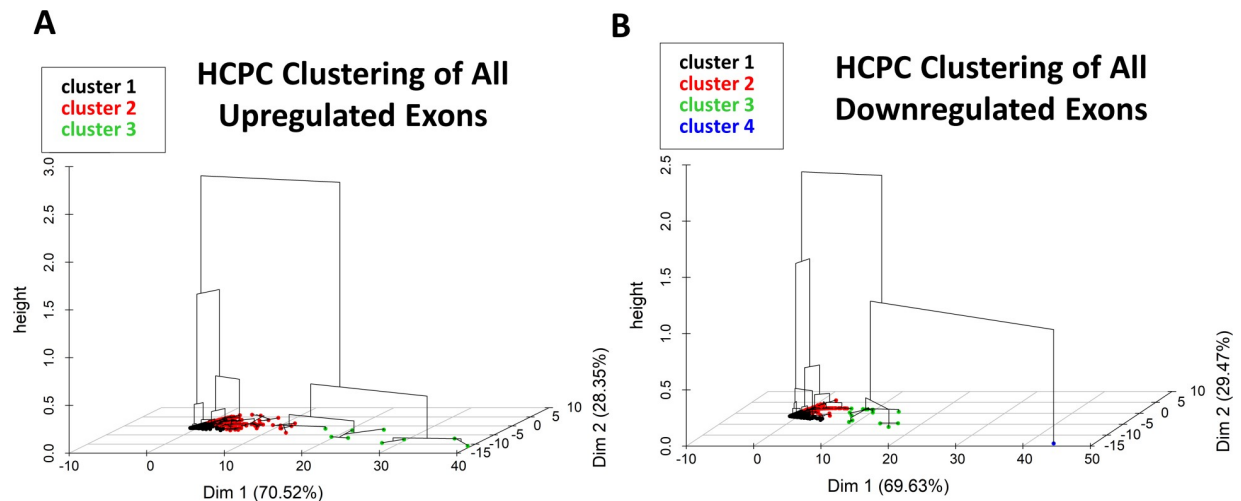 A
HCPC Clustering of All
Upregulated Exons
cluster 1
cluster 2
cluster 3
height
3.0
2.5
2.0
1.5
1.0
0.5
0.0
-10
0
10
20
30
40
Dim 1 (70.52%)
-15
-10
-5
0
5
10
Dim 2 (28.35%)
B
HCPC Clustering of All
Downregulated Exons
cluster 1
cluster 2
cluster 3
cluster 4
height
2.5
2.0
1.5
1.0
0.5
0.0
-10
0
10
20
30
40
50
Dim 1 (69.63%)
-15
-10
-5
0
5
10
Dim 2 (29.47%)